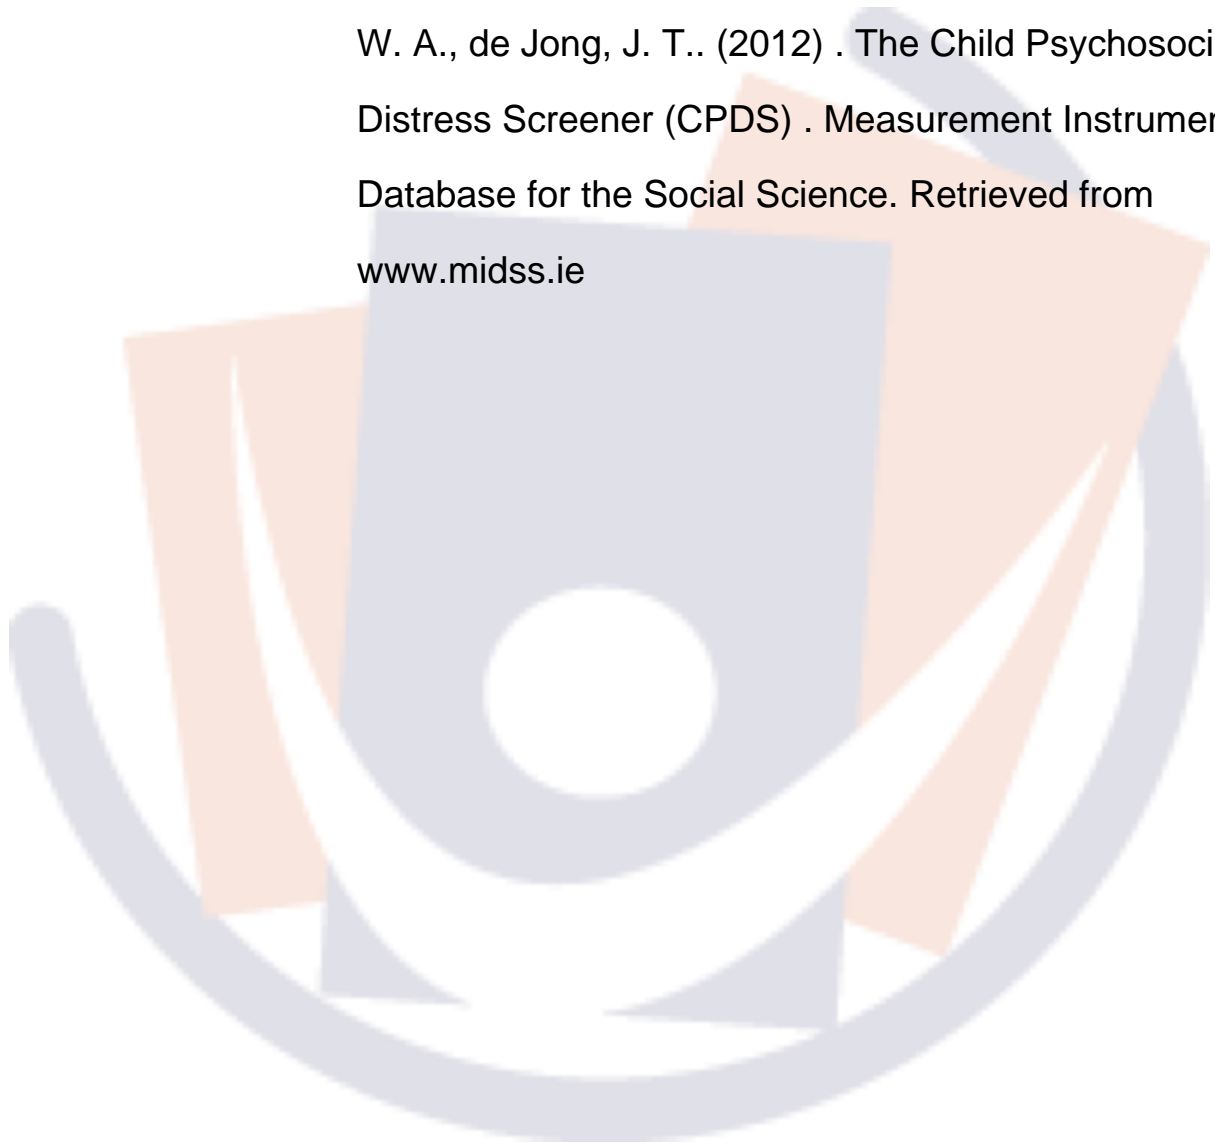 W. A., de Jong, J. T.. (2012) . The Child Psychosoci
Distress Screener (CPDS) . Measurement Instrumen
Database for the Social Science. Retrieved from
www.midss.ie